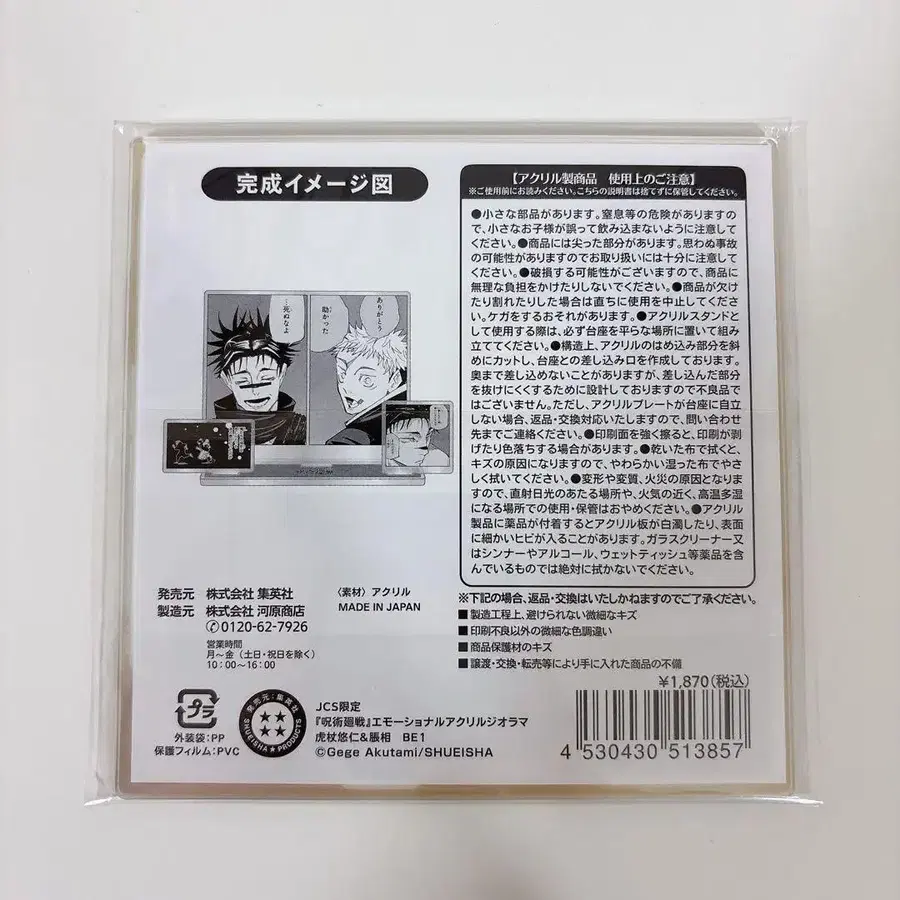 完成イメージ図
…死ぬなよ
助かった
ありがとう
【アクリル製商品　使用上のご注意】
※ご使用前にお読みください。こちらの説明書は捨てずに保管してください。
●小さな部品があります。窒息等の危険がありますの
で、小さなお子様が誤って飲み込まないように注意して
ください。●商品には尖った部分があります。思わぬ事故
の可能性がありますのでお取り扱いには十分に注意して
ください。●破損する可能性がございますので、商品に
無理な負担をかけたりしないでください。●商品が欠け
たり割れたりした場合は直ちに使用を中止してくださ
い。ケガをするおそれがあります。●アクリルスタンドと
して使用する際は、必ず台座を平らな場所に置いて組み
立ててください。●構造上、アクリルのはめ込み部分を斜
めにカットし、台座との差し込み口を作成しております。
奥まで差し込めないことがありますが、差し込んだ部分
を抜けにくくするために設計しておりますので不良品で
はございません。ただし、アクリルプレートが台座に自立
しない場合、返品・交換対応いたしますので、問い合わせ
先までご連絡ください。●印刷面を強く擦ると、印刷が剥
げたり色落ちする場合があります。●乾いた布で拭くと、
キズの原因になりますので、やわらかい湿った布でやさ
しく拭いてください。●変形や変質、火災の原因となりま
すので、直射日光のあたる場所や、火気の近く、高温多湿
になる場所での使用・保管はおやめください。●アクリル
製品に薬品が付着するとアクリル板が白濁したり、表面
に細かいヒビが入ることがあります。ガラスクリーナー又
はシンナーやアルコール、ウェットティッシュ等薬品を含
んでいるものでは絶対に拭かないでください。
発売元　株式会社 集英社
製造元　株式会社 河原商店
0120-62-7926
営業時間
月～金（土日・祝日を除く）
10:00～16:00
〈素材〉アクリル
MADE IN JAPAN
※下記の場合、返品・交換はいたしかねますのでご了承ください。
■製造工程上、避けられない微細なキズ
■印刷不良以外の微細な色調違い
■商品保護材のキズ
■譲渡・交換・転売等により手に入れた商品の不備
¥1,870(税込)
プラ
外装袋:PP
保護フィルム:PVC
発売元:集英社
SHUEISHA PRODUCTS
JCS限定
『呪術廻戦』エモーショナルアクリルジオラマ
虎杖悠仁&脹相　BE1
©Gege Akutami/SHUEISHA
4 530430 513857